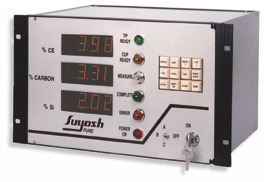 % CE
3.98
TIP
READY
CUP
READY
% CARBON
3.31
MEASURE
COMPLETE
% Si
2.02
ERROR
Suyosh
PUNE
POWER
ON
A
B
C
OFF
ON